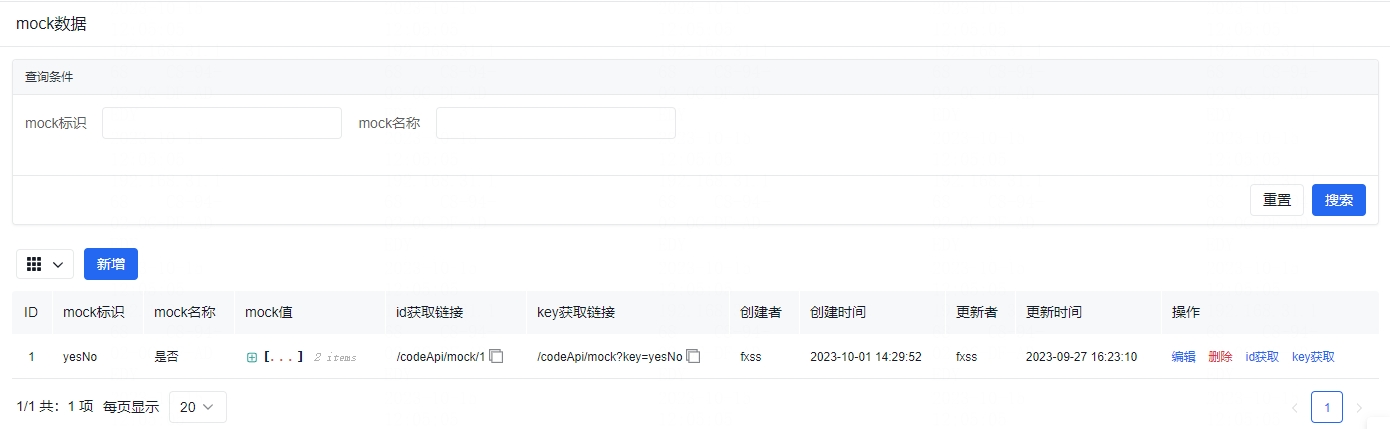 mock数据
查询条件
mock标识 mock名称
重置 搜索
新增
ID mock标识 mock名称 mock值 id获取链接 key获取链接 创建者 创建时间 更新者 更新时间 操作
1 yesNo 是否 [...] 2 items /codeApi/mock/1 /codeApi/mock?key=yesNo fxss 2023-10-01 14:29:52 fxss 2023-09-27 16:23:10 编辑 删除 id获取 key获取
1/1 共：1 项 每页显示 20 1